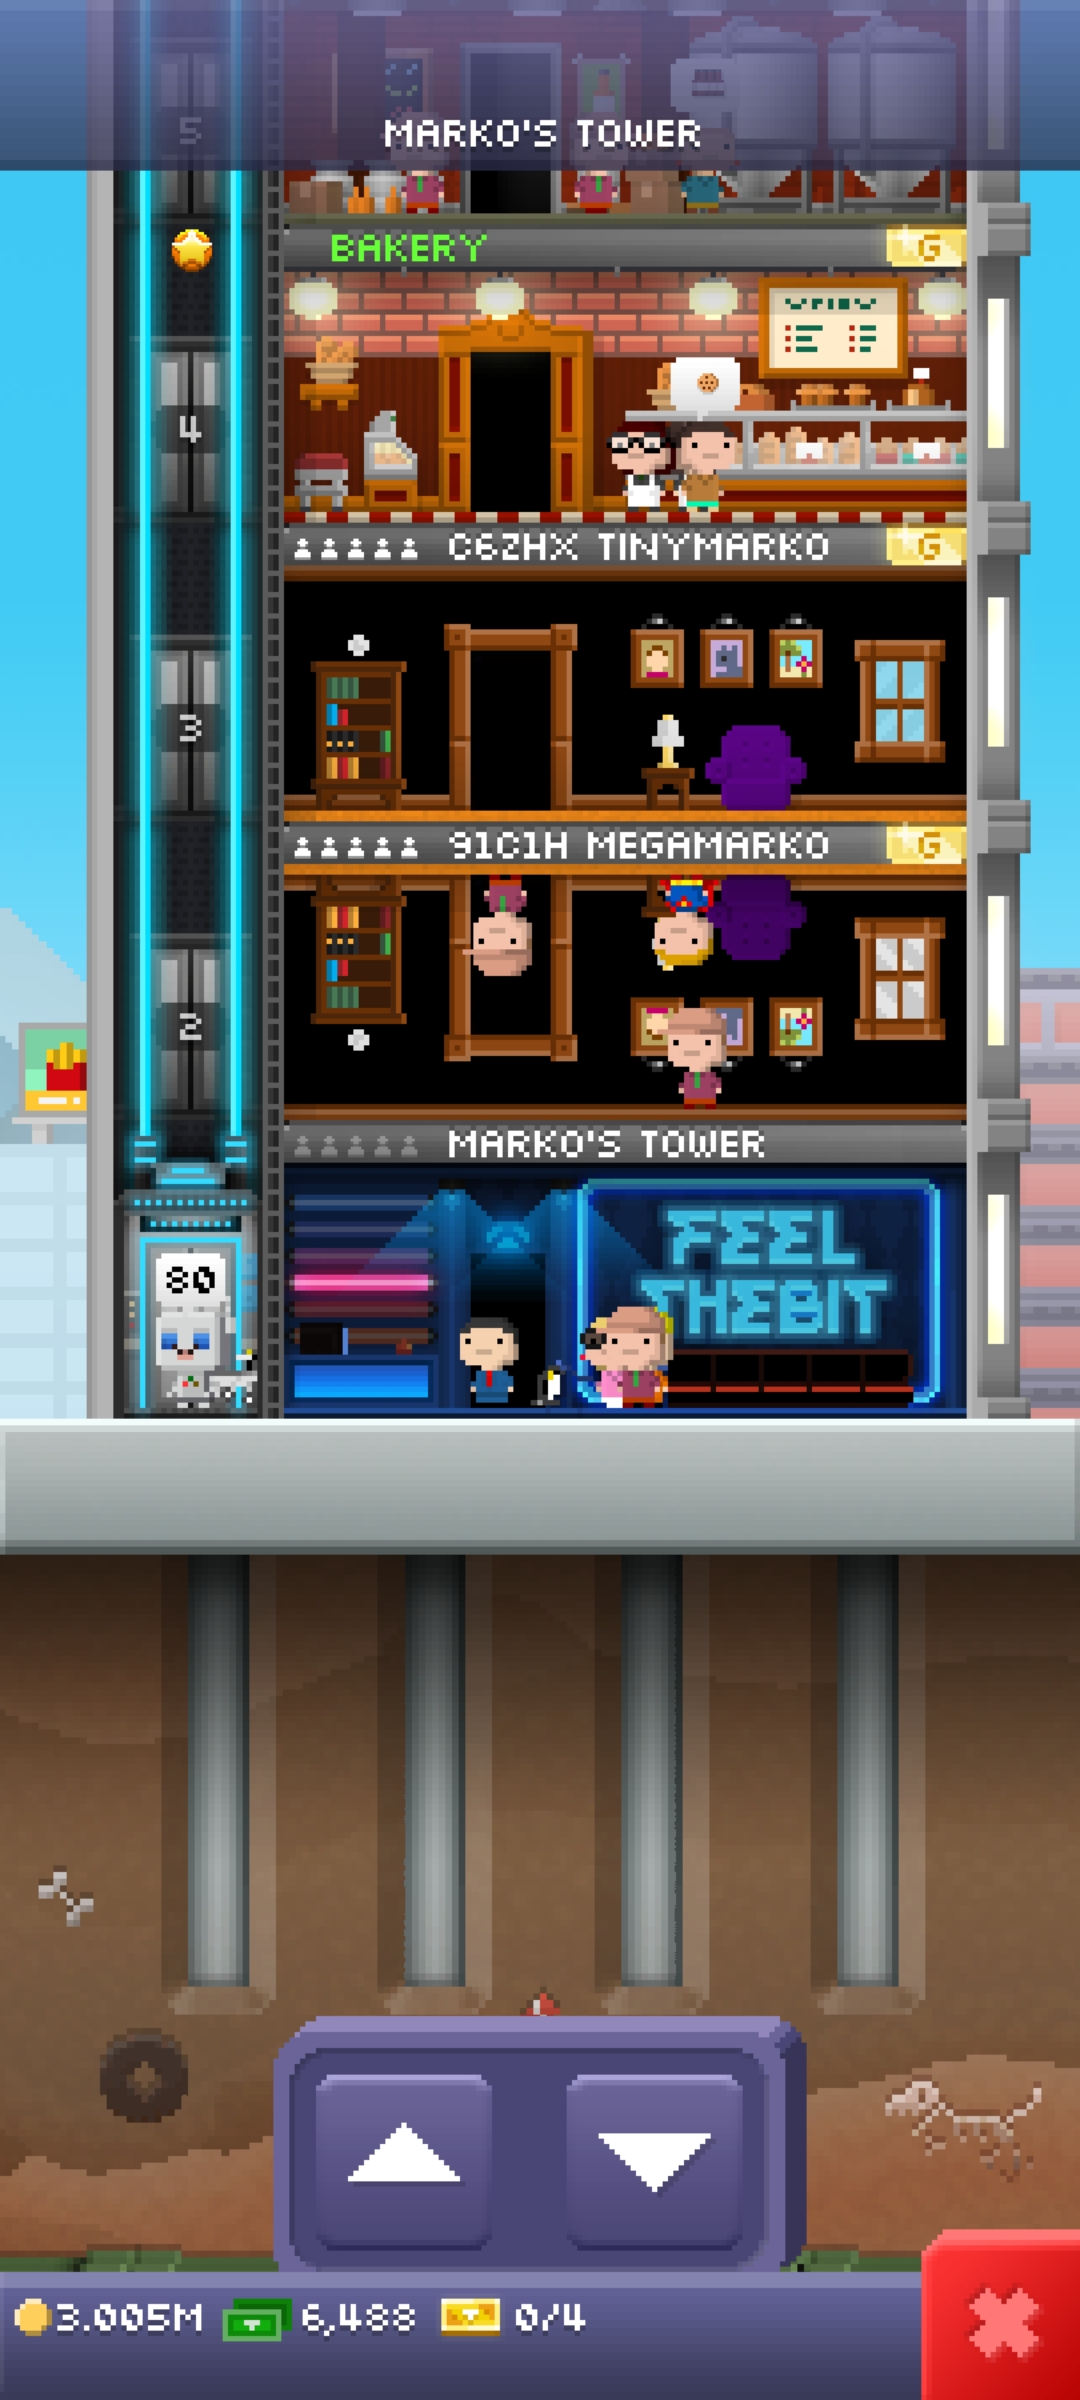 5
MARKO'S TOWER
BAKERY
G
4
C6ZHX TINYMARKO
G
3
91C1H MEGAMARKO
G
2
MARKO'S TOWER
FEEL
THEBIT
80
3.005M
6,488
0/4